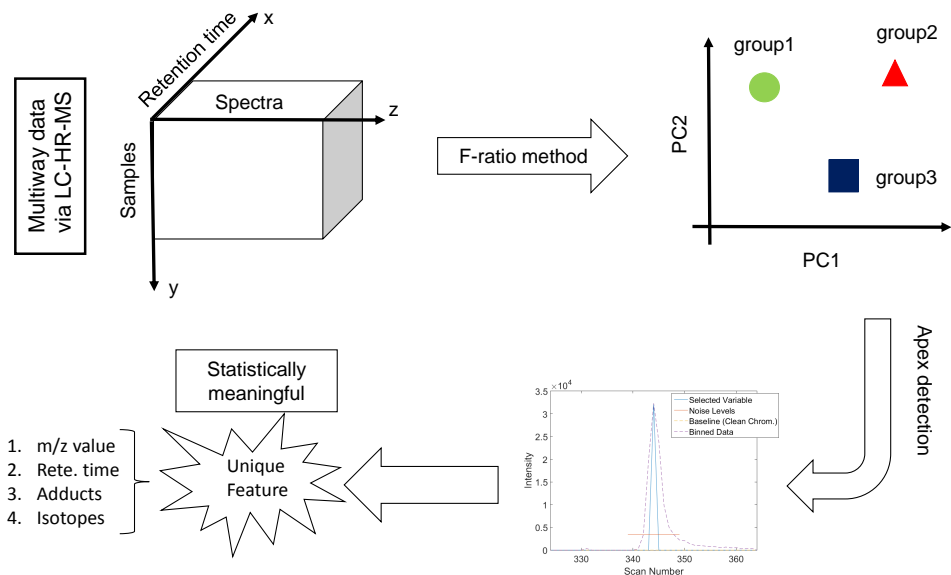 Multiway data
via LC-HR-MS
x
Retention time
Spectra
z
Samples
y
F-ratio method
group1
group2
group3
PC2
PC1
Apex detection
×10^4
3.5
3
2.5
2
1.5
1
0.5
0
330
340
350
360
Intensity
Scan Number
Selected Variable
Noise Levels
Baseline (Clean Chrom.)
Binned Data
Statistically
meaningful
Unique
Feature
1. m/z value
2. Rete. time
3. Adducts
4. Isotopes